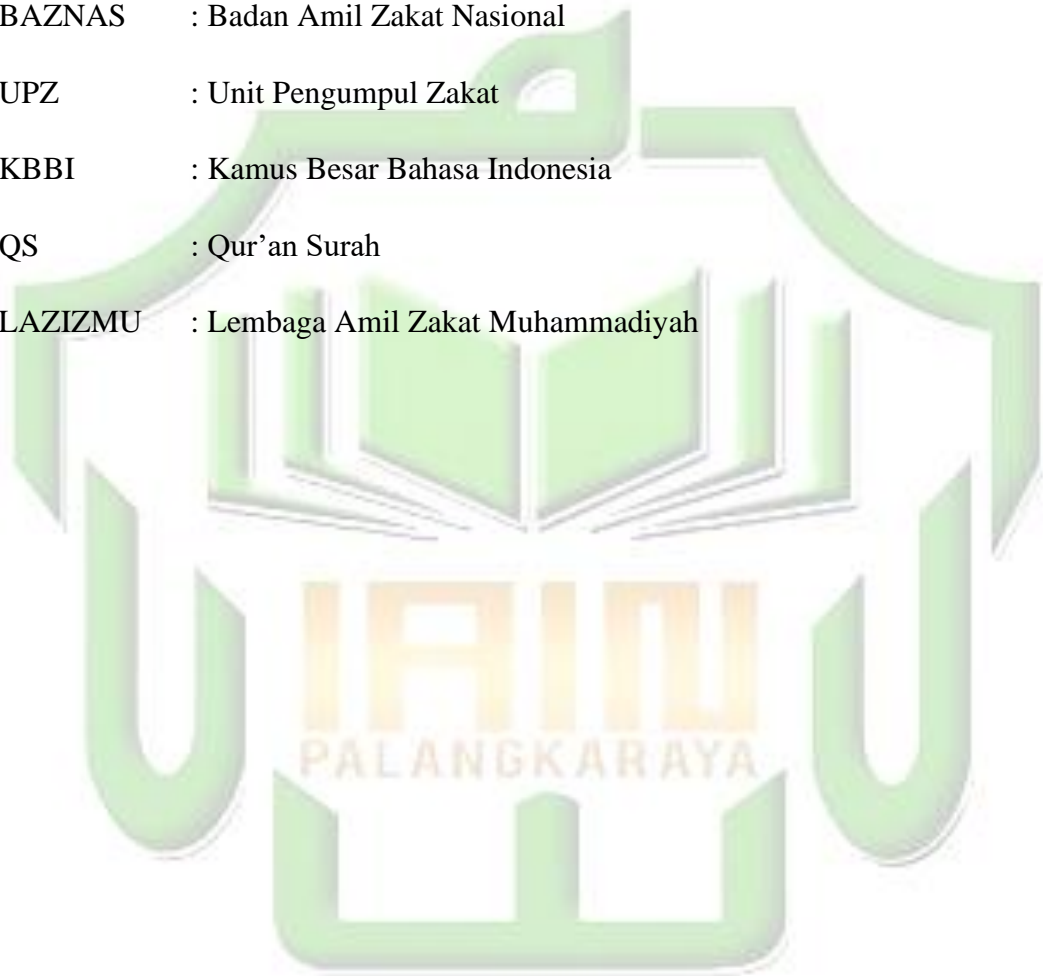 BAZNAS : Badan Amil Zakat Nasional
UPZ : Unit Pengumpul Zakat
KBBI : Kamus Besar Bahasa Indonesia
QS : Qur’an Surah
LAZIZMU : Lembaga Amil Zakat Muhammadiyah
IAIN
PALANGKARAYA